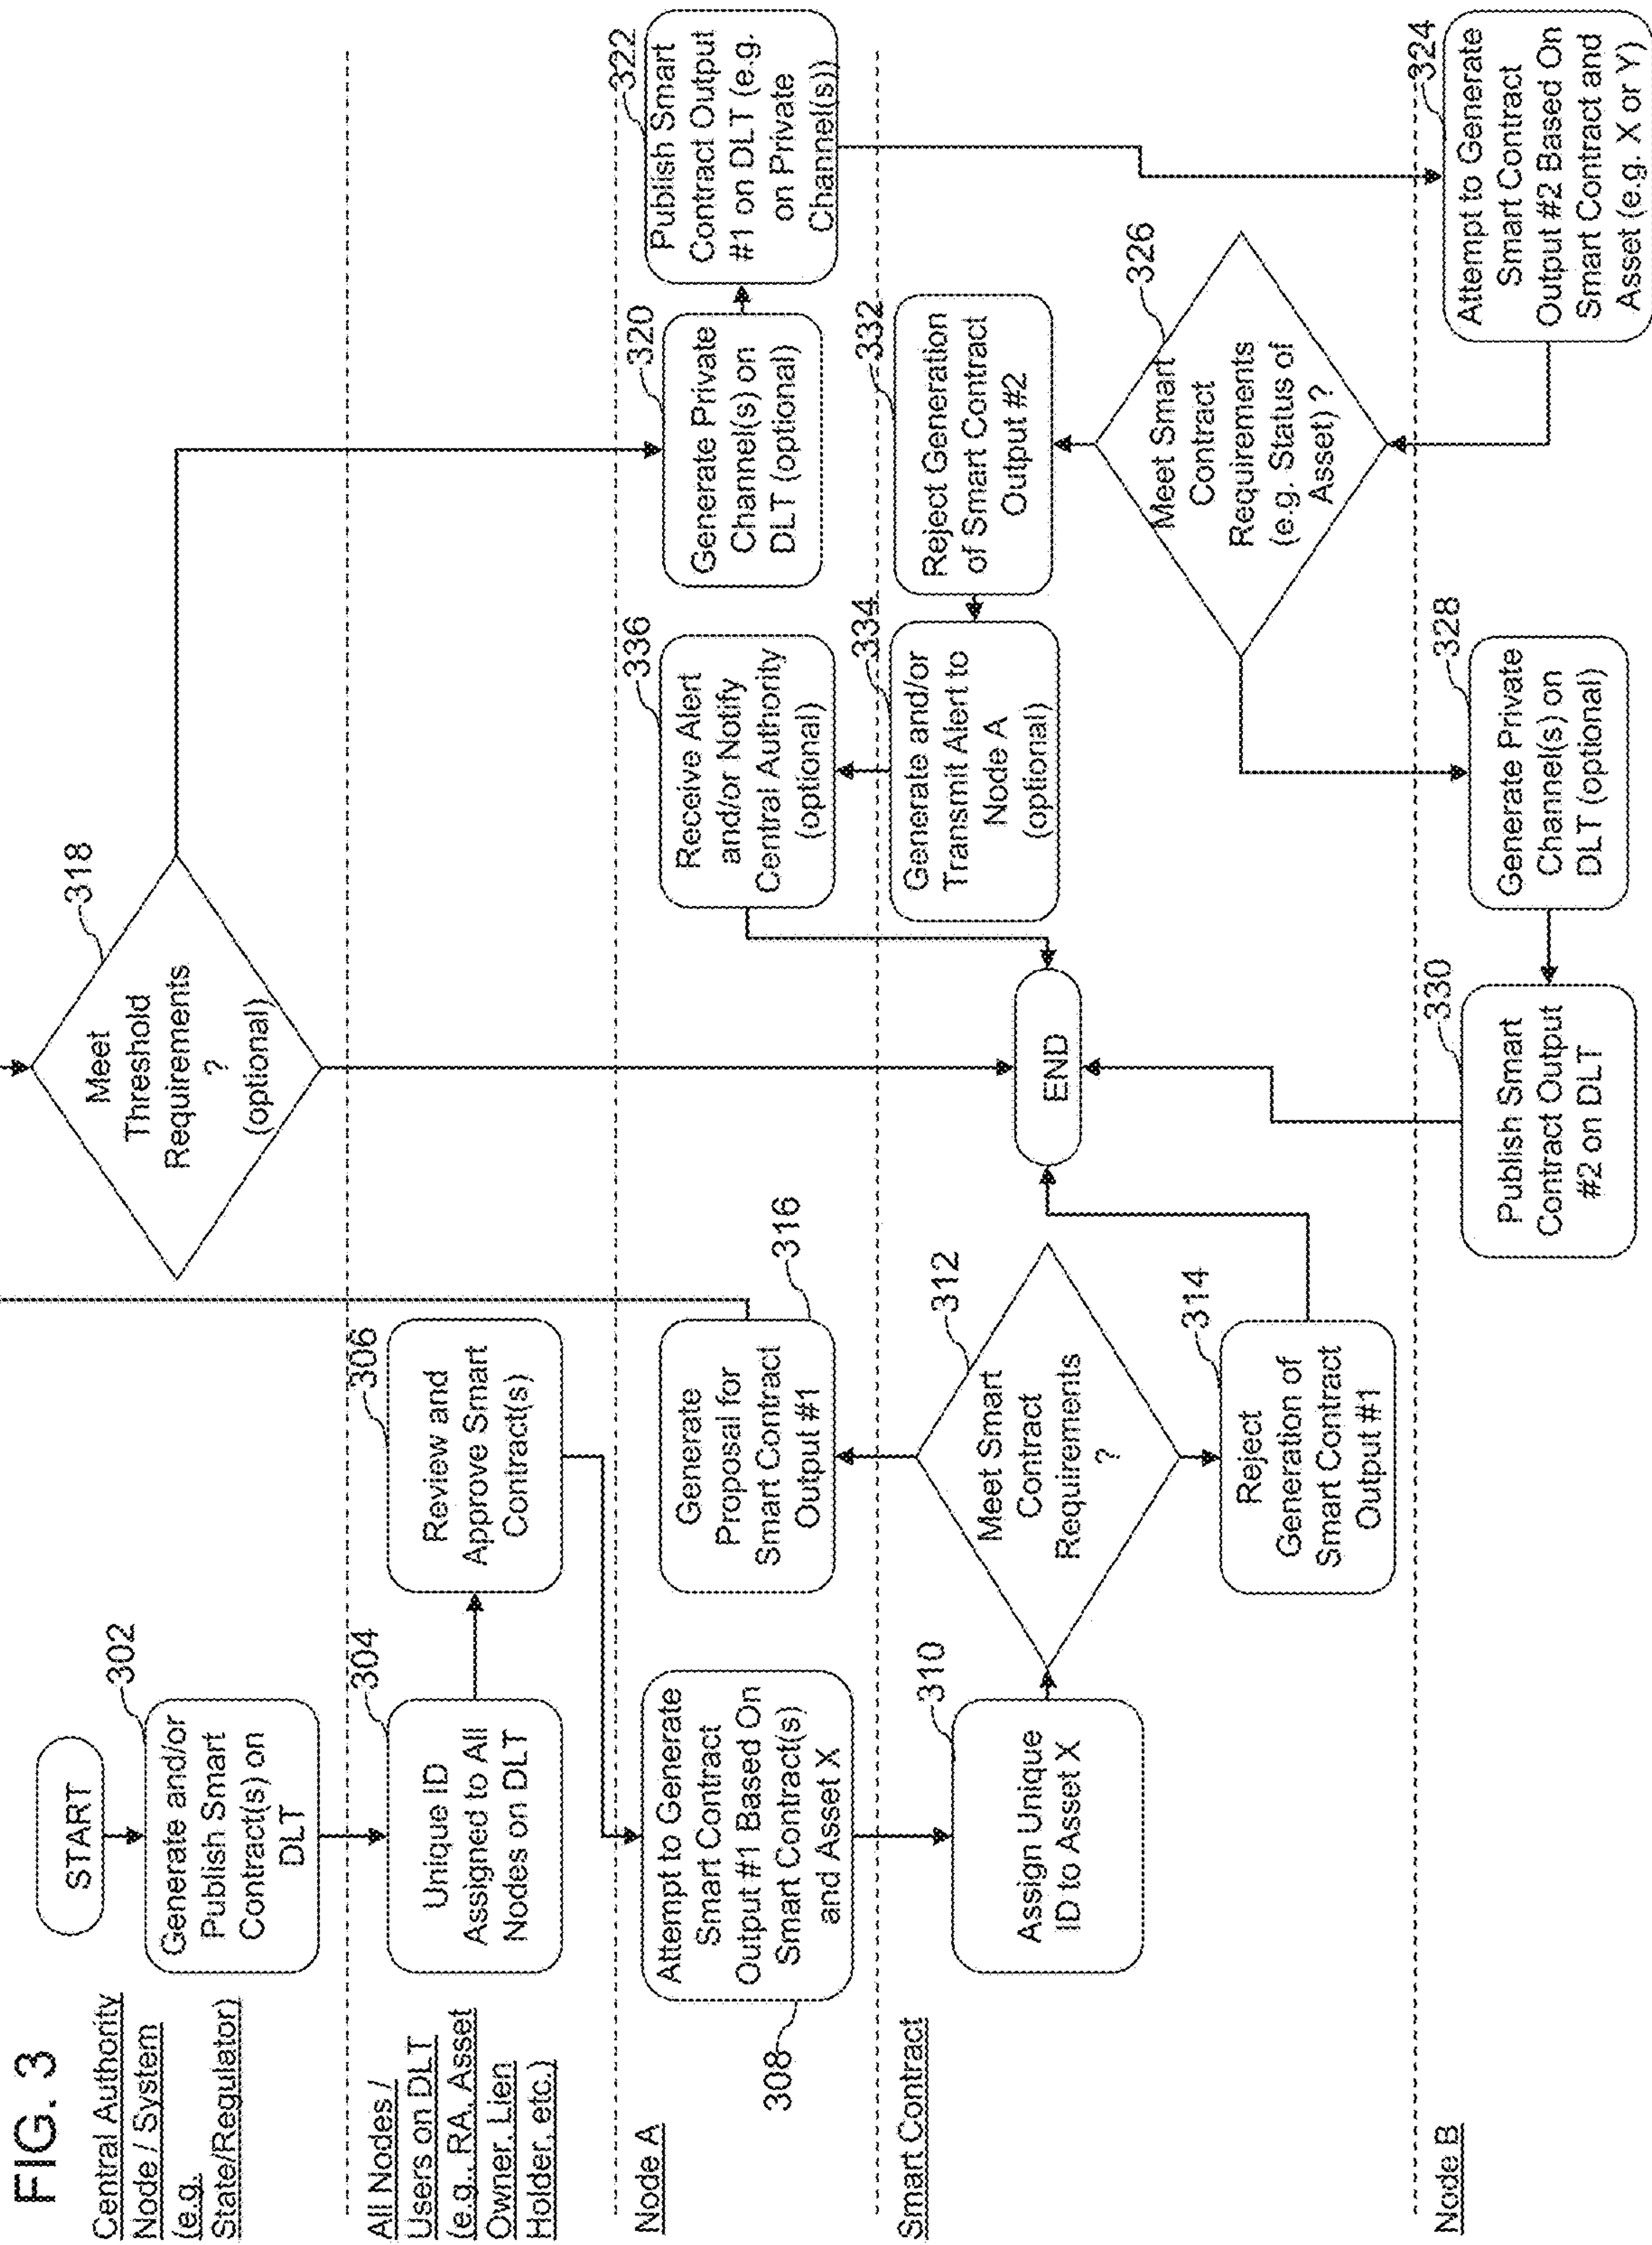 FIG. 3
Central Authority
Node / System
(e.g.
State/Regulator)
START
302
Generate and/or
Publish Smart
Contract(s) on
DLT
318
Meet
Threshold
Requirements
?
(optional)
All Nodes /
Users on DLT
(e.g., RA, Asset
Owner, Lien
Holder, etc.)
304
Unique ID
Assigned to All
Nodes on DLT
306
Review and
Approve Smart
Contract(s)
Node A
308
Attempt to Generate
Smart Contract
Output #1 Based On
Smart Contract(s)
and Asset X
Generate
Proposal for
Smart Contract
Output #1
316
336
Receive Alert
and/or Notify
Central Authority
(optional)
320
Generate Private
Channel(s) on
DLT (optional)
322
Publish Smart
Contract Output
#1 on DLT (e.g.
on Private
Channel(s))
Smart Contract
310
Assign Unique
ID to Asset X
312
Meet Smart
Contract
Requirements
?
314
Reject
Generation of
Smart Contract
Output #1
END
334
Generate and/or
Transmit Alert to
Node A
(optional)
332
Reject Generation
of Smart Contract
Output #2
326
Meet Smart
Contract
Requirements
(e.g. Status of
Asset) ?
Node B
330
Publish Smart
Contract Output
#2 on DLT
328
Generate Private
Channel(s) on
DLT (optional)
324
Attempt to Generate
Smart Contract
Output #2 Based On
Smart Contract and
Asset (e.g. X or Y)